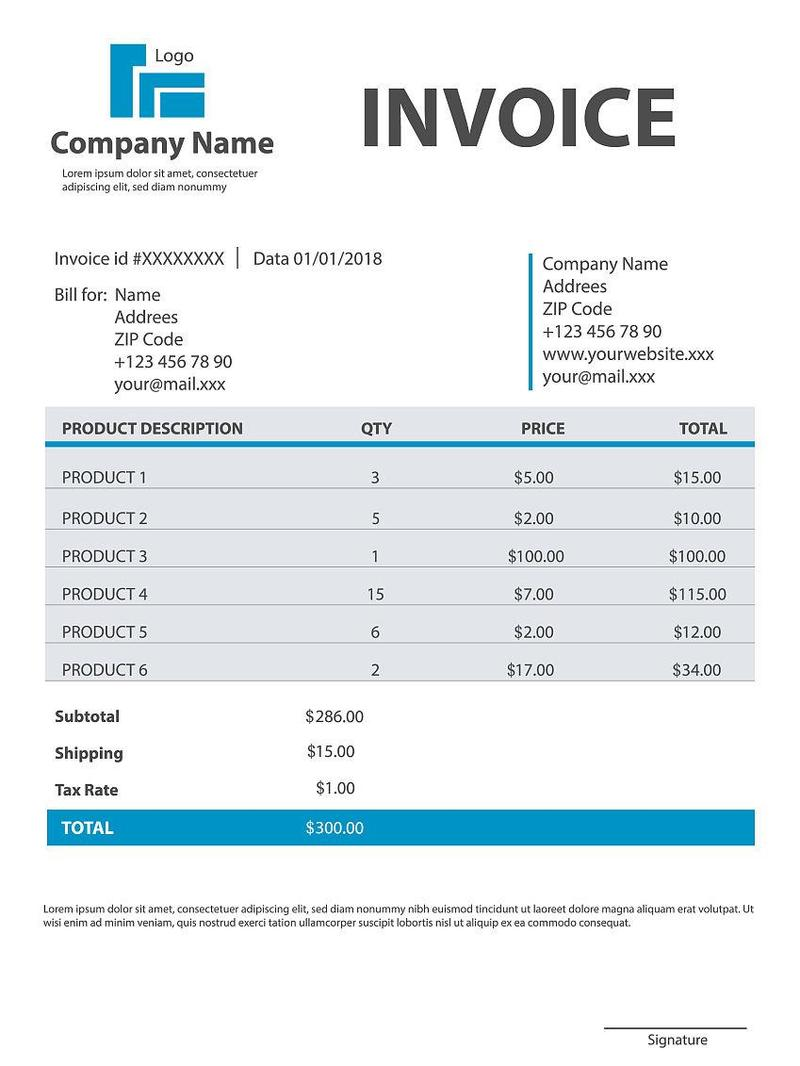 Logo
Company Name
Lorem ipsum dolor sit amet, consectetuer
adipiscing elit, sed diam nonummy
INVOICE
Invoice id #XXXXXXXX | Data 01/01/2018
Bill for: Name
Addrees
ZIP Code
+123 456 78 90
your@mail.xxx
Company Name
Addrees
ZIP Code
+123 456 78 90
www.yourwebsite.xxx
your@mail.xxx
PRODUCT DESCRIPTION QTY PRICE TOTAL
PRODUCT 1 3 $5.00 $15.00
PRODUCT 2 5 $2.00 $10.00
PRODUCT 3 1 $100.00 $100.00
PRODUCT 4 15 $7.00 $115.00
PRODUCT 5 6 $2.00 $12.00
PRODUCT 6 2 $17.00 $34.00
Subtotal $286.00
Shipping $15.00
Tax Rate $1.00
TOTAL $300.00
Lorem ipsum dolor sit amet, consectetuer adipiscing elit, sed diam nonummy nibh euismod tincidunt ut laoreet dolore magna aliquam erat volutpat. Ut
wisi enim ad minim veniam, quis nostrud exerci tation ullamcorper suscipit lobortis nisl ut aliquip ex ea commodo consequat.
Signature